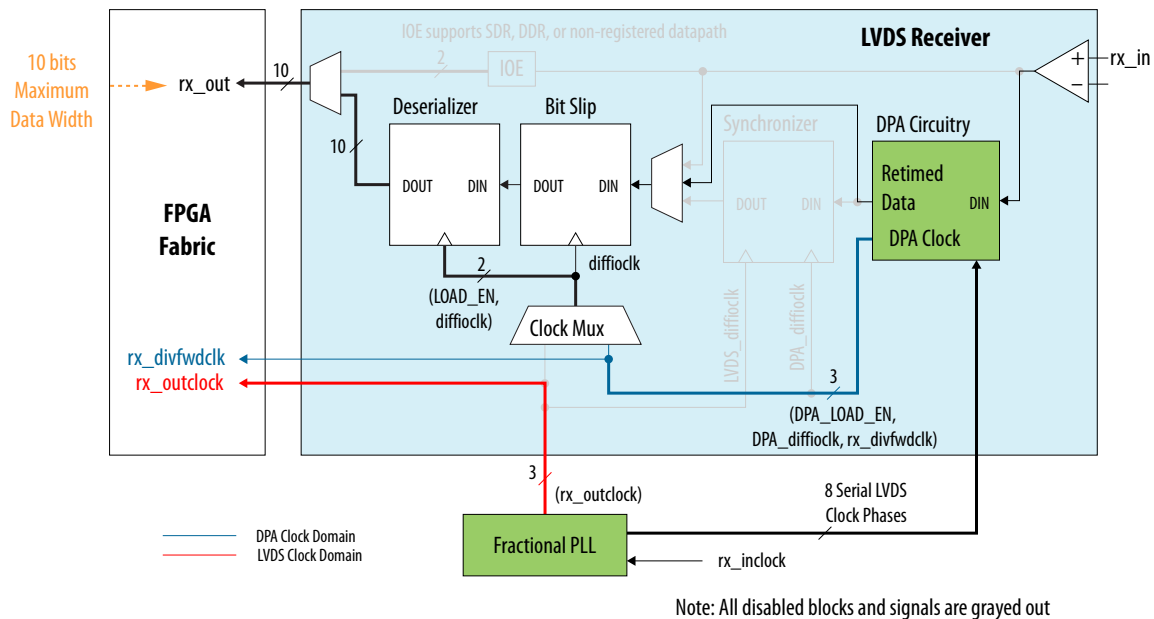 IOE supports SDR, DDR, or non-registered datapath
LVDS Receiver
10 bits
Maximum
Data Width
rx_out
10
2
IOE
+
−
rx_in
Deserializer
Bit Slip
Synchronizer
DPA Circuitry
10
DOUT
DIN
DOUT
DIN
DOUT
DIN
Retimed
Data
DIN
DPA Clock
FPGA
Fabric
2
(LOAD_EN,
diffioclk)
diffioclk
Clock Mux
LVDS_diffioclk
DPA_diffioclk
rx_divfwdclk
rx_outclock
3
(DPA_LOAD_EN,
DPA_diffioclk, rx_divfwdclk)
3
(rx_outclock)
8 Serial LVDS
Clock Phases
Fractional PLL
rx_inclock
DPA Clock Domain
LVDS Clock Domain
Note: All disabled blocks and signals are grayed out